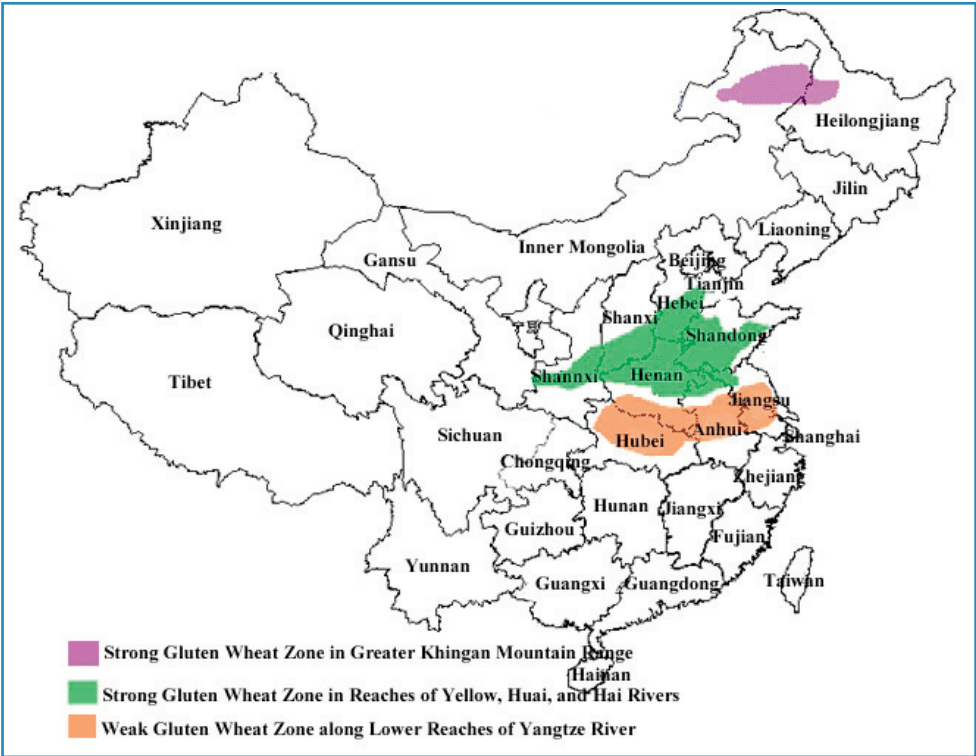 Heilongjiang
Jilin
Liaoning
Xinjiang
Inner Mongolia
Gansu
Beijing
Tianjin
Hebei
Shanxi
Qinghai
Shandong
Shannxi
Henan
Tibet
Jiangsu
Anhui
Hubei
Sichuan
Shanghai
Chongqing
Zhejiang
Hunan
Jiangxi
Guizhou
Fujian
Yunnan
Guangxi
Guangdong
Taiwan
Hainan
Strong Gluten Wheat Zone in Greater Khingan Mountain Range
Strong Gluten Wheat Zone in Reaches of Yellow, Huai, and Hai Rivers
Weak Gluten Wheat Zone along Lower Reaches of Yangtze River